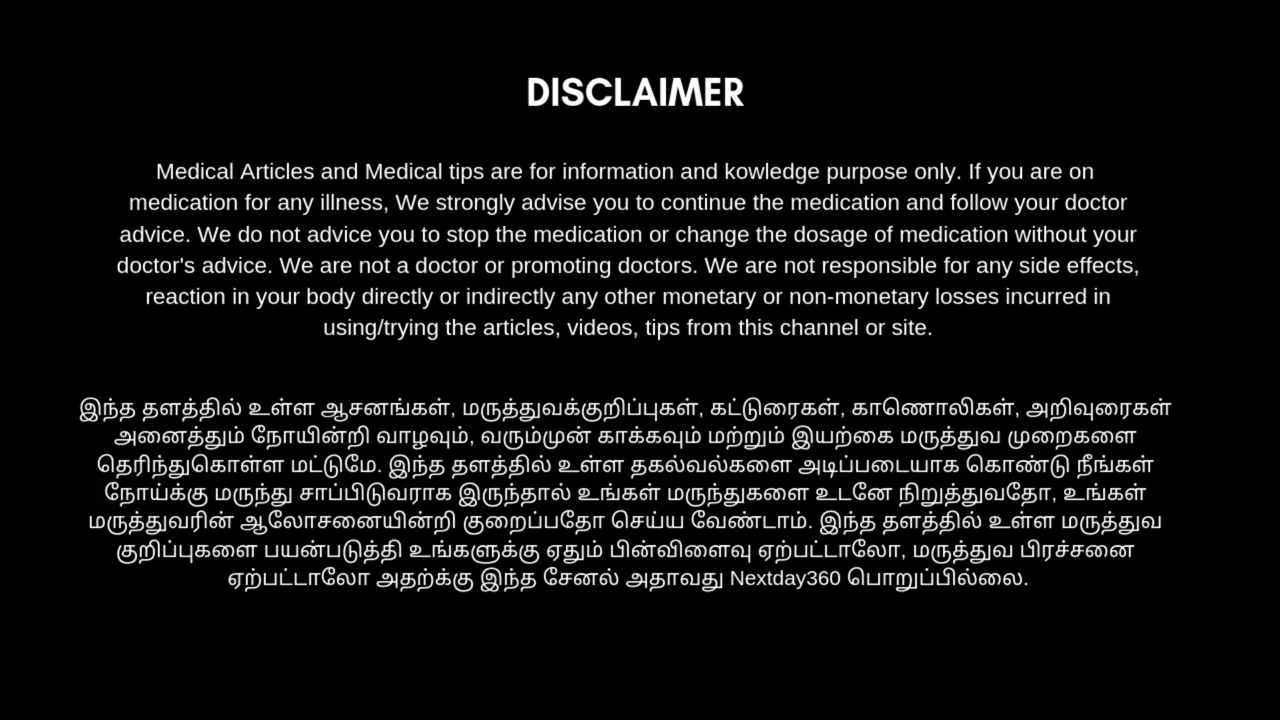 DISCLAIMER
Medical Articles and Medical tips are for information and kowledge purpose only. If you are on
medication for any illness, We strongly advise you to continue the medication and follow your doctor
advice. We do not advice you to stop the medication or change the dosage of medication without your
doctor's advice. We are not a doctor or promoting doctors. We are not responsible for any side effects,
reaction in your body directly or indirectly any other monetary or non-monetary losses incurred in
using/trying the articles, videos, tips from this channel or site.
இந்த தளத்தில் உள்ள ஆசனங்கள், மருத்துவக்குறிப்புகள், கட்டுரைகள், காணொலிகள், அறிவுரைகள்
அனைத்தும் நோயின்றி வாழவும், வரும்முன் காக்கவும் மற்றும் இயற்கை மருத்துவ முறைகளை
தெரிந்துகொள்ள மட்டுமே. இந்த தளத்தில் உள்ள தகல்வல்களை அடிப்படையாக கொண்டு நீங்கள்
நோய்க்கு மருந்து சாப்பிடுவராக இருந்தால் உங்கள் மருந்துகளை உடனே நிறுத்துவதோ, உங்கள்
மருத்துவரின் ஆலோசனையின்றி குறைப்பதோ செய்ய வேண்டாம். இந்த தளத்தில் உள்ள மருத்துவ
குறிப்புகளை பயன்படுத்தி உங்களுக்கு ஏதும் பின்விளைவு ஏற்பட்டாலோ, மருத்துவ பிரச்சனை
ஏற்பட்டாலோ அதற்க்கு இந்த சேனல் அதாவது Nextday360 பொறுப்பில்லை.